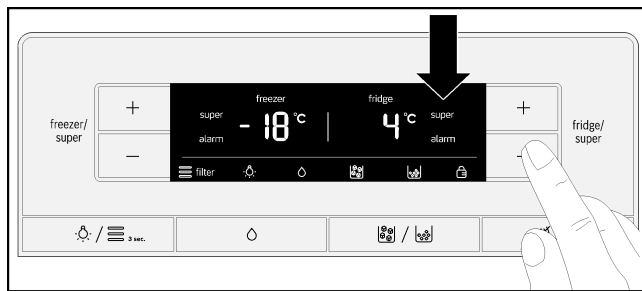 freezer
fridge
super
-18 °C
4 °C
super
alarm
alarm
filter
freezer/
super
+
−
+
−
fridge/
super
/
3 sec.
/